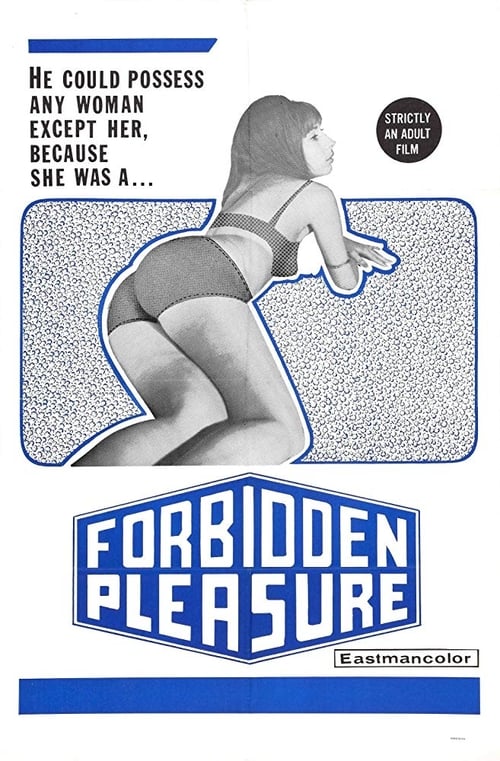 HE COULD POSSESS
ANY WOMAN
EXCEPT HER,
BECAUSE
SHE WAS A...
STRICTLY
AN ADULT
FILM
FORBIDDEN
PLEASURE
Eastmancolor